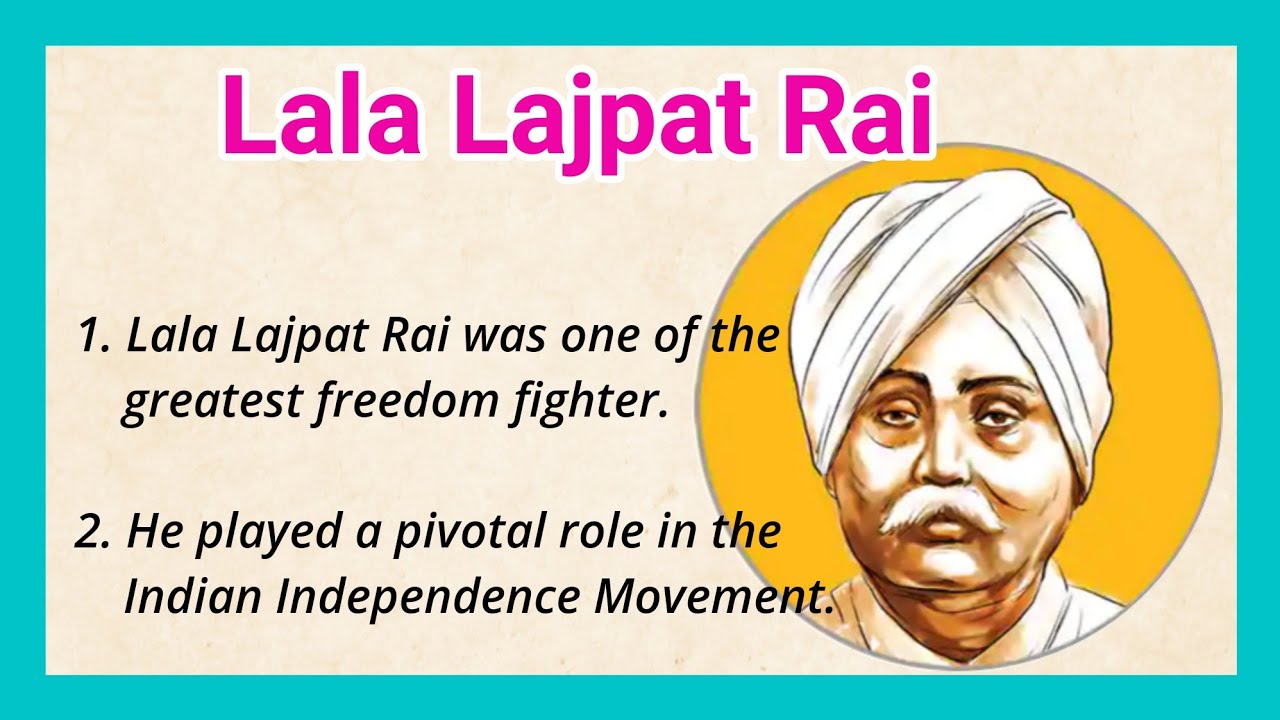 Lala Lajpat Rai
1. Lala Lajpat Rai was one of the
greatest freedom fighter.
2. He played a pivotal role in the
Indian Independence Movement.